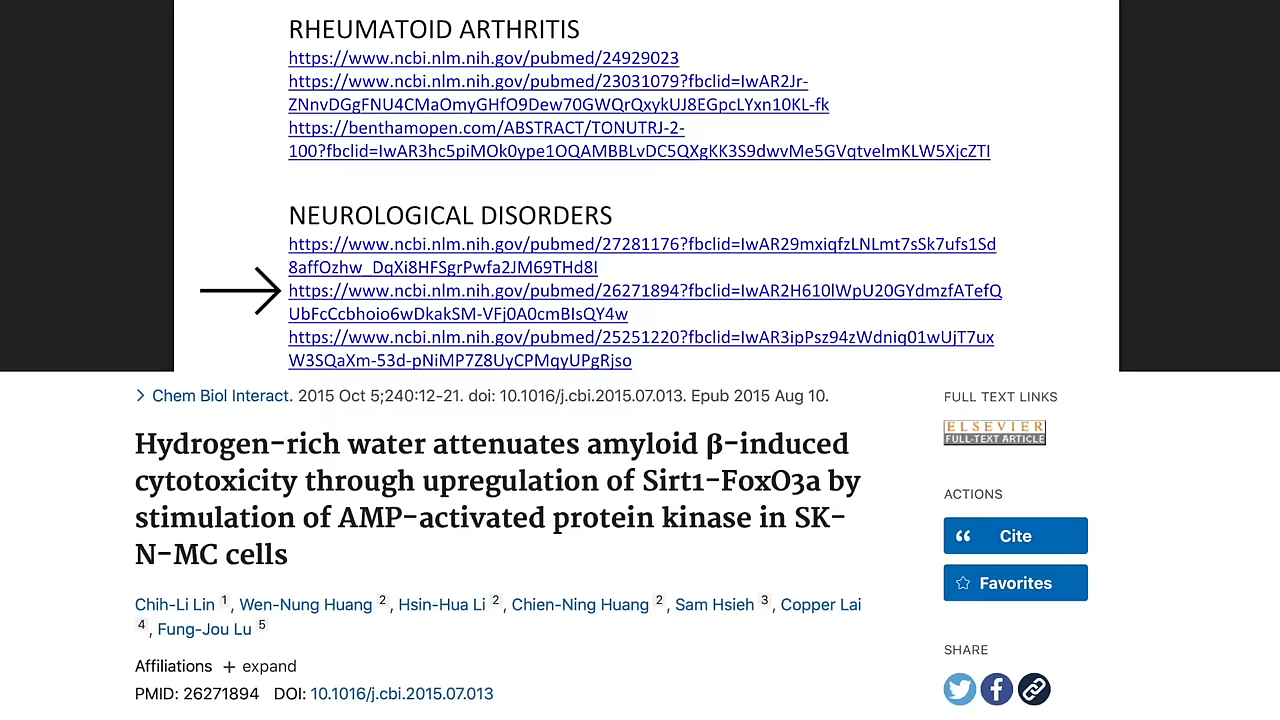 RHEUMATOID ARTHRITIS
https://www.ncbi.nlm.nih.gov/pubmed/24929023
https://www.ncbi.nlm.nih.gov/pubmed/23031079?fbclid=IwAR2Jr-
ZNnvDGgFNU4CMaOmyGHfO9Dew70GWQrQxykUJ8EGpcLYxn10KL-fk
https://benthamopen.com/ABSTRACT/TONUTRJ-2-
100?fbclid=IwAR3hc5piMOk0ype1OQAMBBLvDC5QXgKK3S9dwvMe5GVqtvelmKLW5XjcZTI
NEUROLOGICAL DISORDERS
https://www.ncbi.nlm.nih.gov/pubmed/27281176?fbclid=IwAR29mxiqfzLNLmt7sSk7ufs1Sd
8affOzhw_DqXi8HFSgrPwfa2JM69THd8I
https://www.ncbi.nlm.nih.gov/pubmed/26271894?fbclid=IwAR2H610lWpU20GYdmzfATefQ
UbFcCcbhoio6wDkakSM-VFj0A0cmBIsQY4w
https://www.ncbi.nlm.nih.gov/pubmed/25251220?fbclid=IwAR3ipPsz94zWdniq01wUjT7ux
W3SQaXm-53d-pNiMP7Z8UyCPMqyUPgRjso
Chem Biol Interact. 2015 Oct 5;240:12-21. doi: 10.1016/j.cbi.2015.07.013. Epub 2015 Aug 10.
Hydrogen-rich water attenuates amyloid β-induced
cytotoxicity through upregulation of Sirt1-FoxO3a by
stimulation of AMP-activated protein kinase in SK-
N-MC cells
Chih-Li Lin 1, Wen-Nung Huang 2, Hsin-Hua Li 2, Chien-Ning Huang 2, Sam Hsieh 3, Copper Lai
4, Fung-Jou Lu 5
Affiliations + expand
PMID: 26271894 DOI: 10.1016/j.cbi.2015.07.013
FULL TEXT LINKS
ELSEVIER
FULL-TEXT ARTICLE
ACTIONS
Cite
Favorites
SHARE